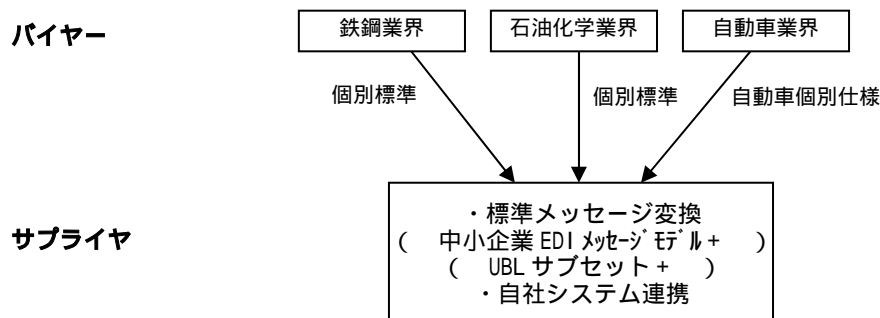 バイヤー
鉄鋼業界
石油化学業界
自動車業界
個別標準
個別標準
自動車個別仕様
サプライヤ
・標準メッセージ変換
( 中小企業 EDI ﾒｯｾｰｼﾞ ﾓﾃﾞﾙ+ )
( UBL サブセット+ )
・自社システム連携